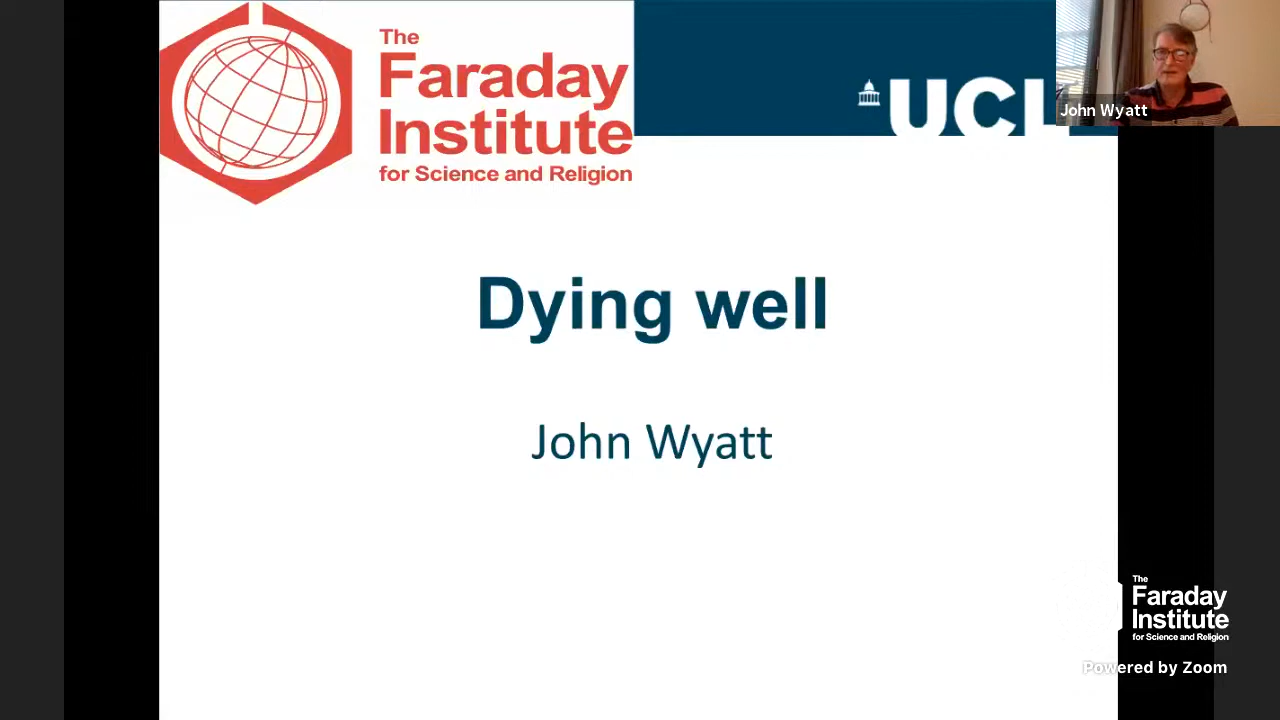 The
Faraday
Institute
for Science and Religion
UCL
John Wyatt
Dying well
John Wyatt
The
Faraday
Institute
for Science and Religion
Powered by Zoom